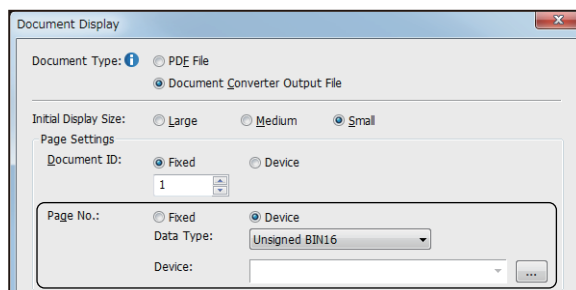 Document Display
Document Type: PDF File
Document Converter Output File
Initial Display Size: Large Medium Small
Page Settings
Document ID: Fixed Device
1
Page No.: Fixed Device
Data Type: Unsigned BIN16
Device: ...